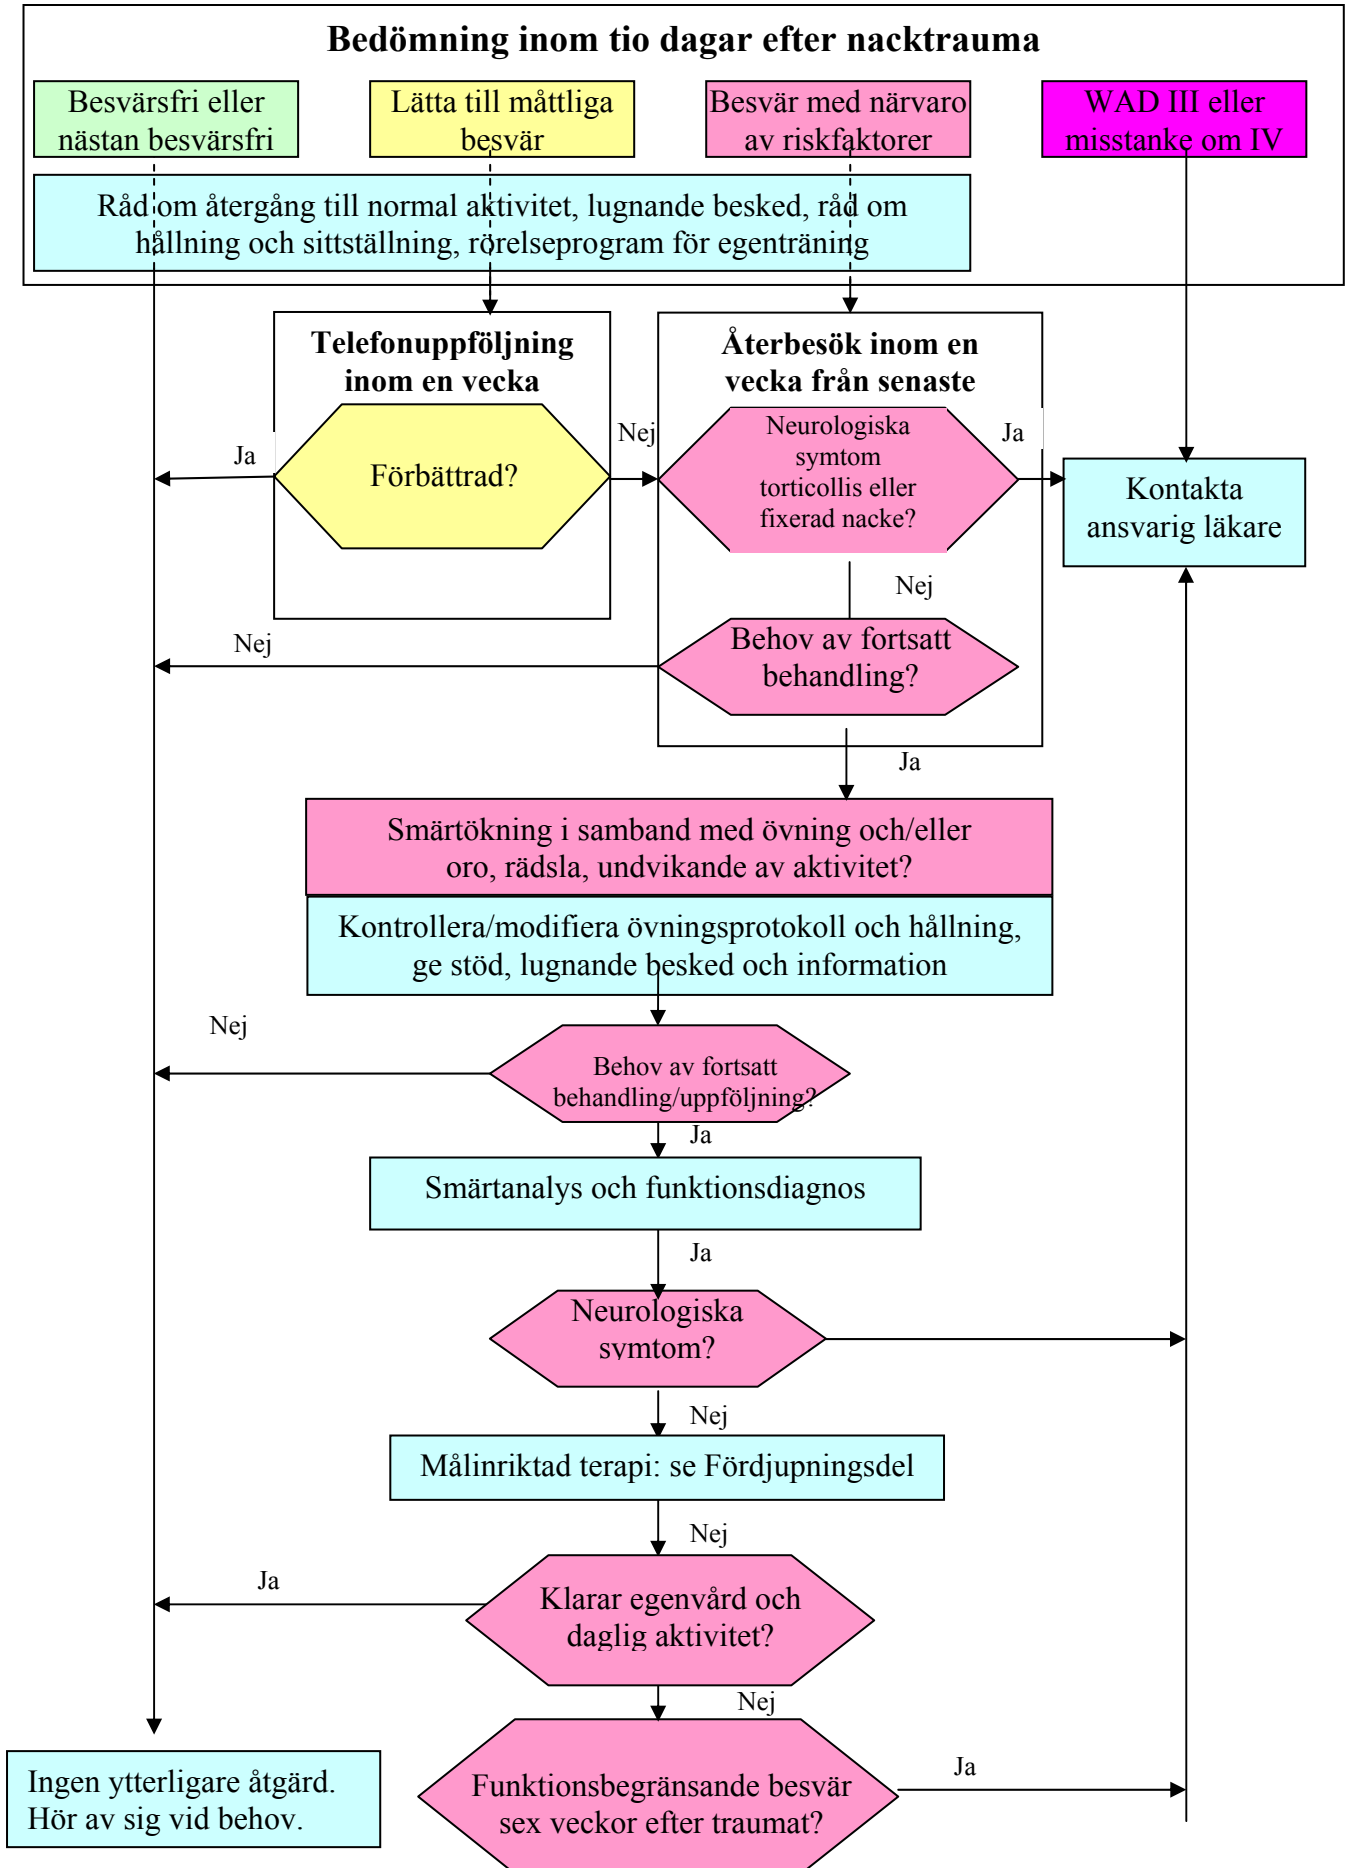 Bedömning inom tio dagar efter nacktrauma
Besvärsfri eller
nästan besvärsfri
Lätta till måttliga
besvär
Besvär med närvaro
av riskfaktorer
WAD III eller
misstanke om IV
Råd om återgång till normal aktivitet, lugnande besked, råd om
hållning och sittställning, rörelseprogram för egenträning
Telefonuppföljning
inom en vecka
Återbesök inom en
vecka från senaste
Ja
Förbättrad?
Nej
Neurologiska
symtom
torticollis eller
fixerad nacke?
Ja
Kontakta
ansvarig läkare
Nej
Nej
Behov av fortsatt
behandling?
Ja
Smärtökning i samband med övning och/eller
oro, rädsla, undvikande av aktivitet?
Kontrollera/modifiera övningsprotokoll och hållning,
ge stöd, lugnande besked och information
Nej
Behov av fortsatt
behandling/uppföljning?
Ja
Smärtanalys och funktionsdiagnos
Ja
Neurologiska
symtom?
Nej
Målinriktad terapi: se Fördjupningsdel
Nej
Ja
Klarar egenvård och
daglig aktivitet?
Nej
Ingen ytterligare åtgärd.
Hör av sig vid behov.
Funktionsbegränsande besvär
sex veckor efter traumat?
Ja